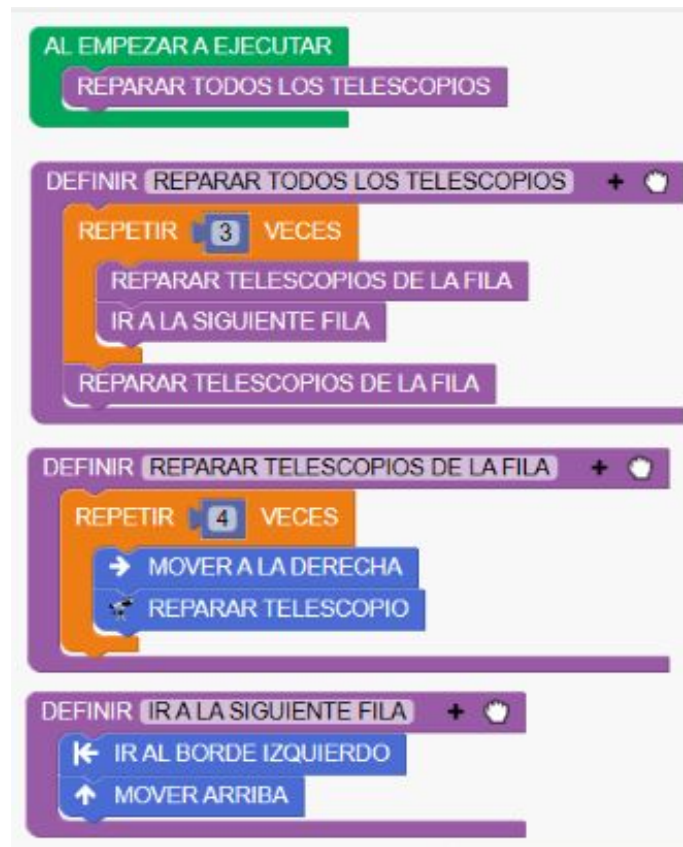 AL EMPEZAR A EJECUTAR
REPARAR TODOS LOS TELESCOPIOS
DEFINIR REPARAR TODOS LOS TELESCOPIOS +
REPETIR 3 VECES
REPARAR TELESCOPIOS DE LA FILA
IR A LA SIGUIENTE FILA
REPARAR TELESCOPIOS DE LA FILA
DEFINIR REPARAR TELESCOPIOS DE LA FILA +
REPETIR 4 VECES
MOVER A LA DERECHA
REPARAR TELESCOPIO
DEFINIR IR A LA SIGUIENTE FILA +
IR AL BORDE IZQUIERDO
MOVER ARRIBA